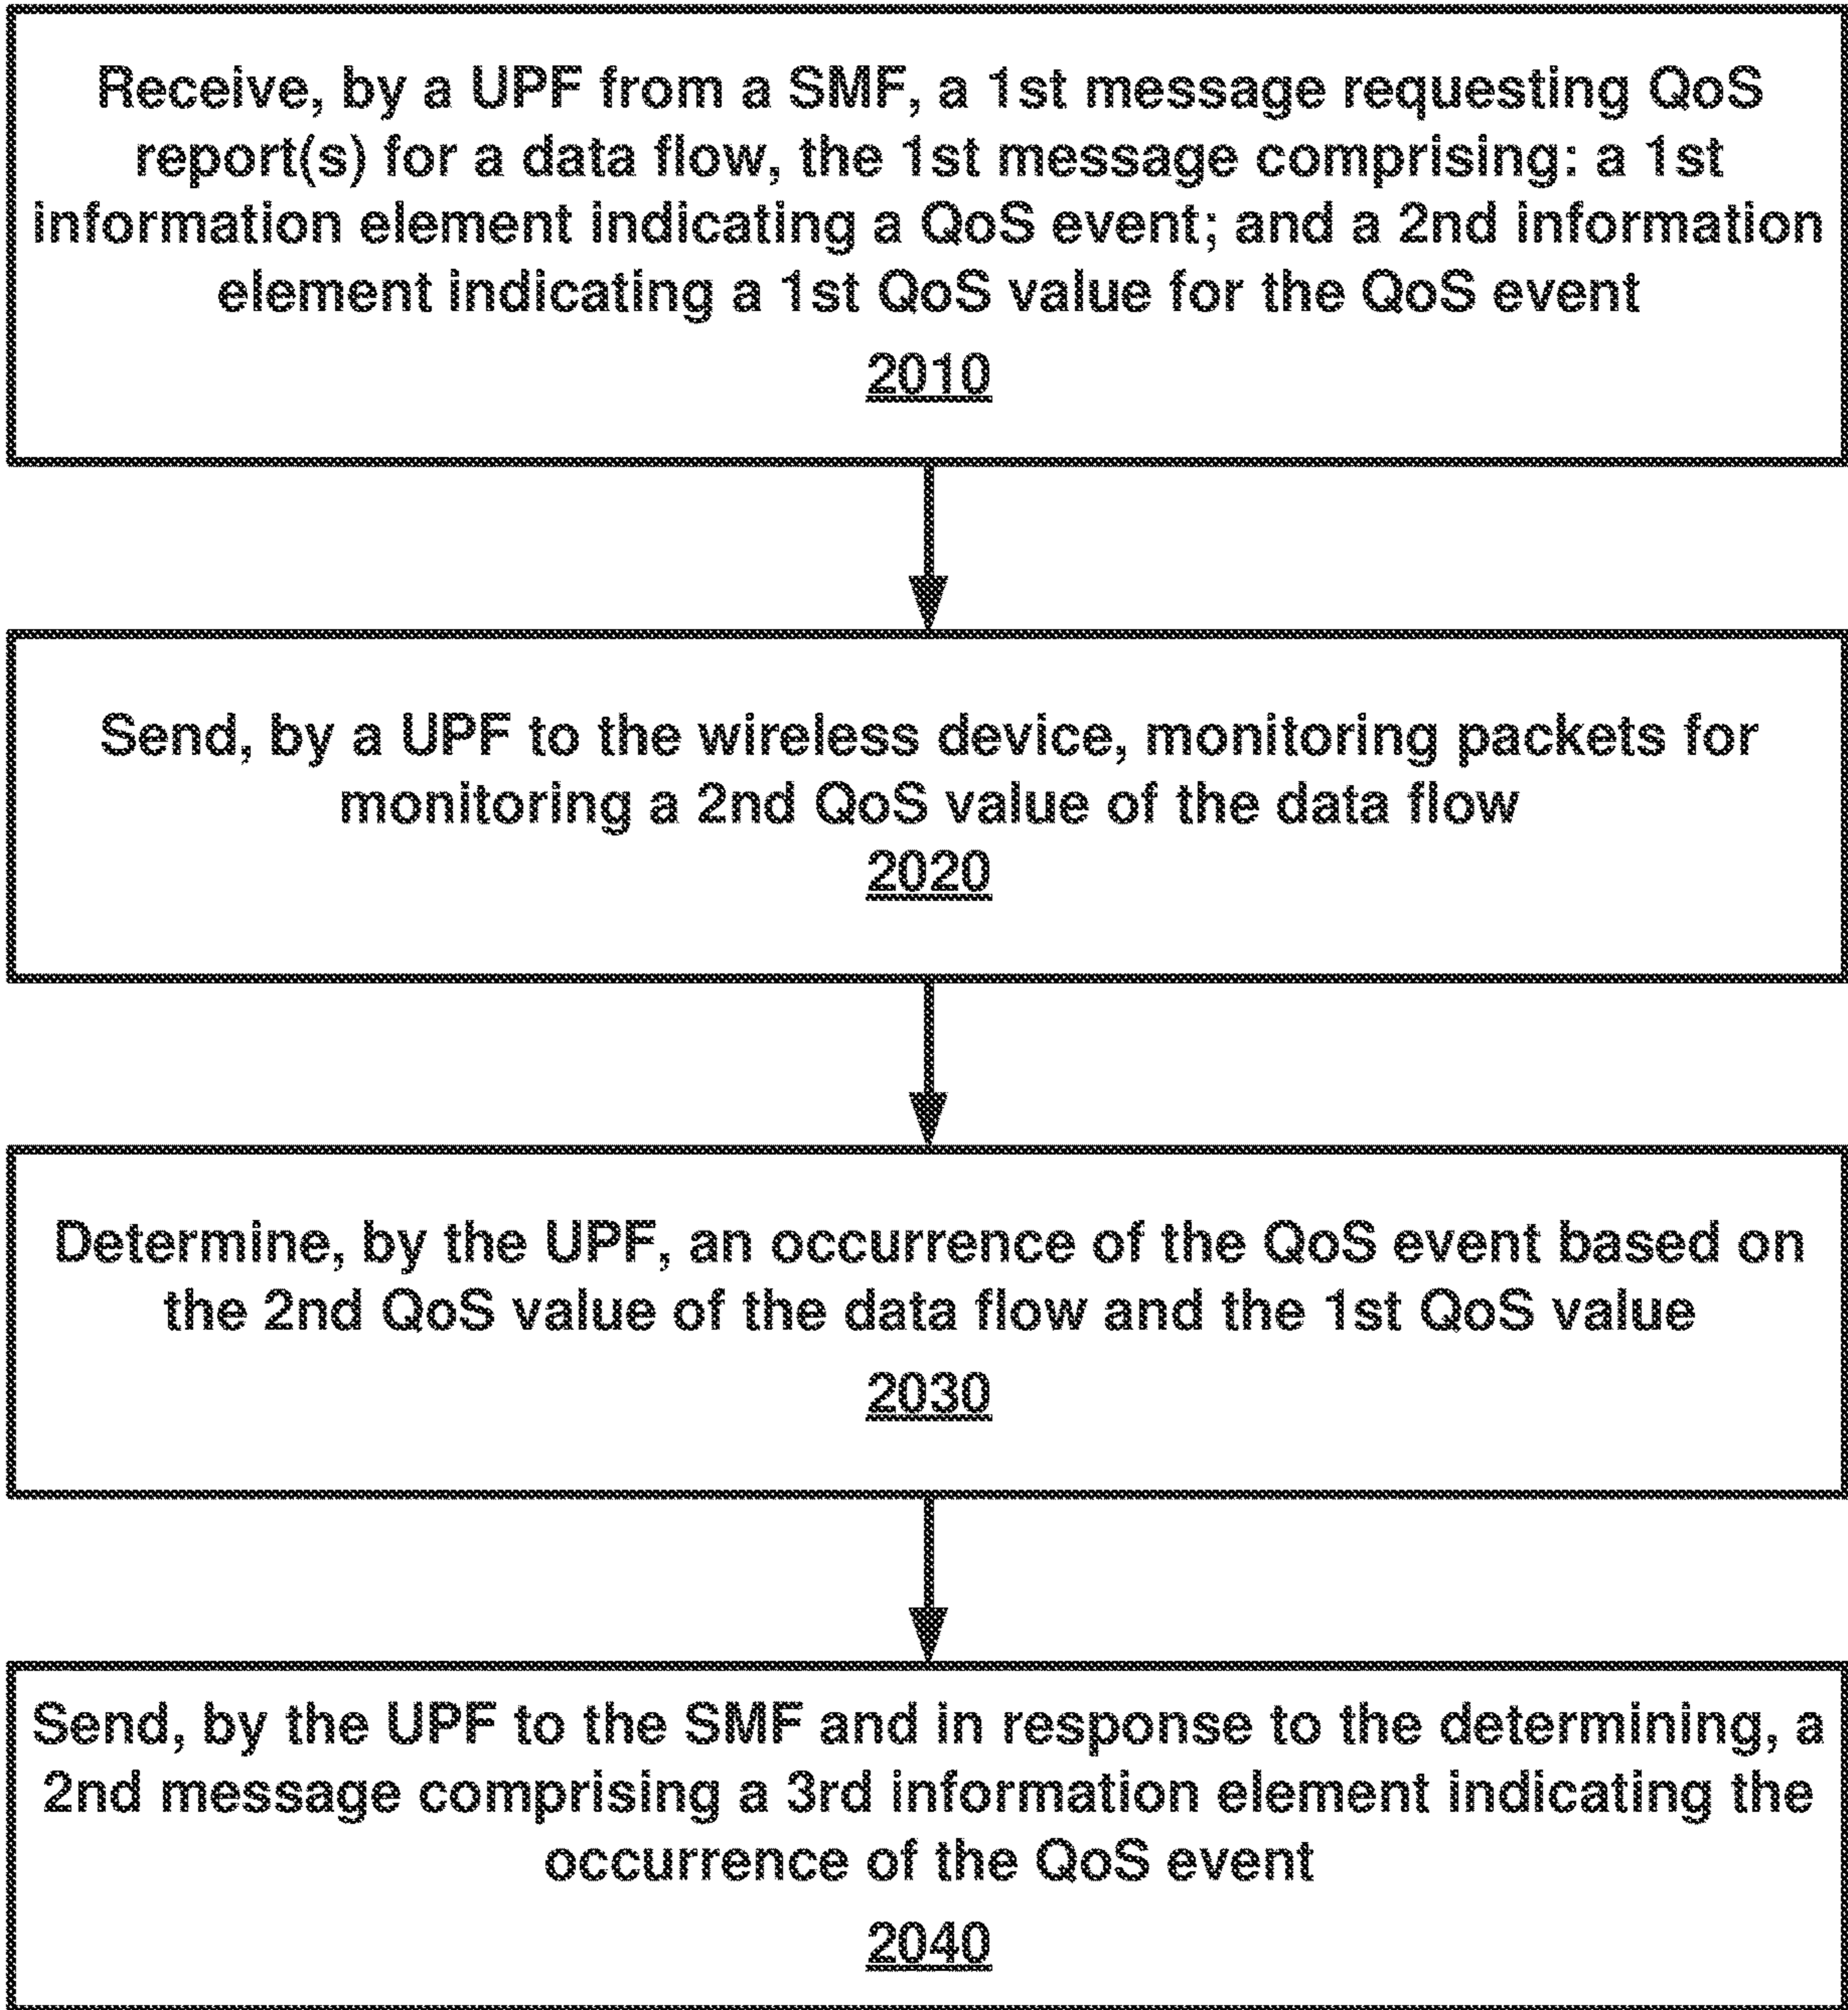 Receive, by a UPF from a SMF, a 1st message requesting QoS
report(s) for a data flow, the 1st message comprising: a 1st
information element indicating a QoS event; and a 2nd information
element indicating a 1st QoS value for the QoS event
2010
Send, by a UPF to the wireless device, monitoring packets for
monitoring a 2nd QoS value of the data flow
2020
Determine, by the UPF, an occurrence of the QoS event based on
the 2nd QoS value of the data flow and the 1st QoS value
2030
Send, by the UPF to the SMF and in response to the determining, a
2nd message comprising a 3rd information element indicating the
occurrence of the QoS event
2040